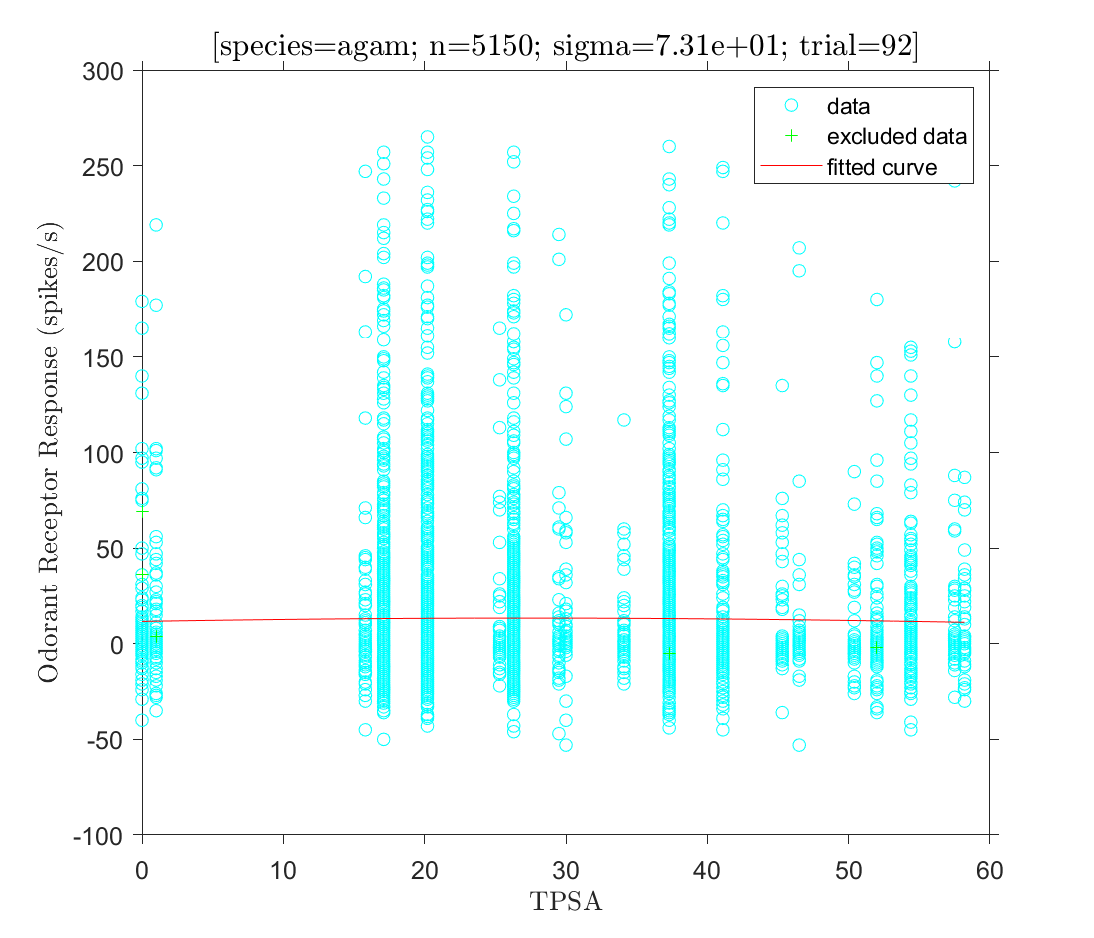 [species=agam; n=5150; sigma=7.31e+01; trial=92]
300
250
200
150
100
50
0
-50
-100
Odorant Receptor Response (spikes/s)
data
excluded data
fitted curve
0 10 20 30 40 50 60
TPSA